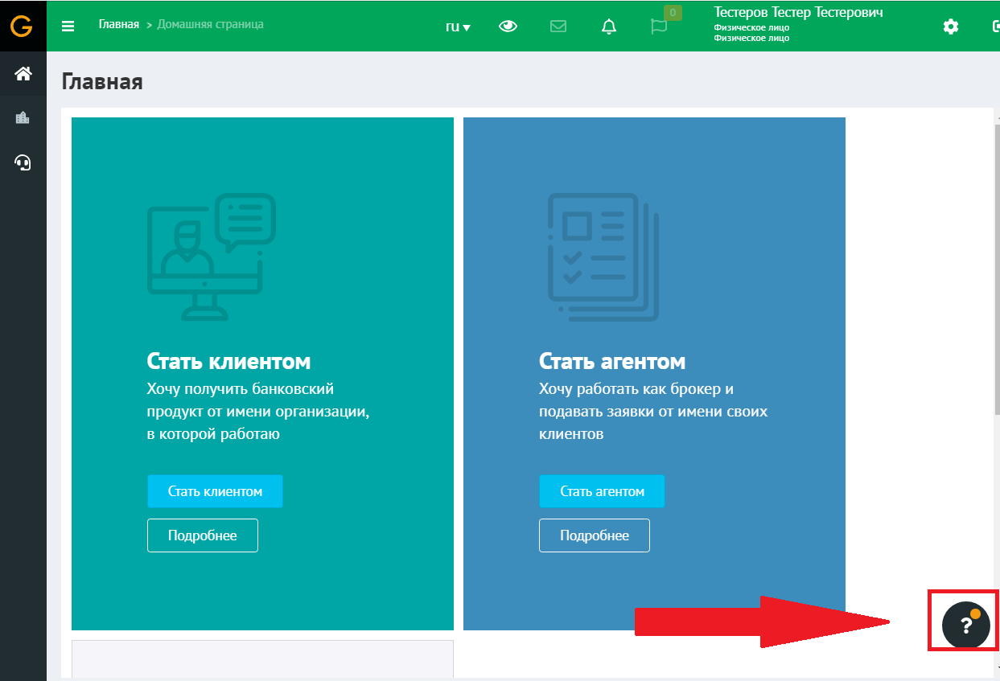 G
Главная > Домашняя страница
ru
0
Тестеров Тестер Тестерович
Физическое лицо
Физическое лицо
Главная
Стать клиентом
Хочу получить банковский
продукт от имени организации,
в которой работаю
Стать клиентом
Подробнее
Стать агентом
Хочу работать как брокер и
подавать заявки от имени своих
клиентов
Стать агентом
Подробнее
?